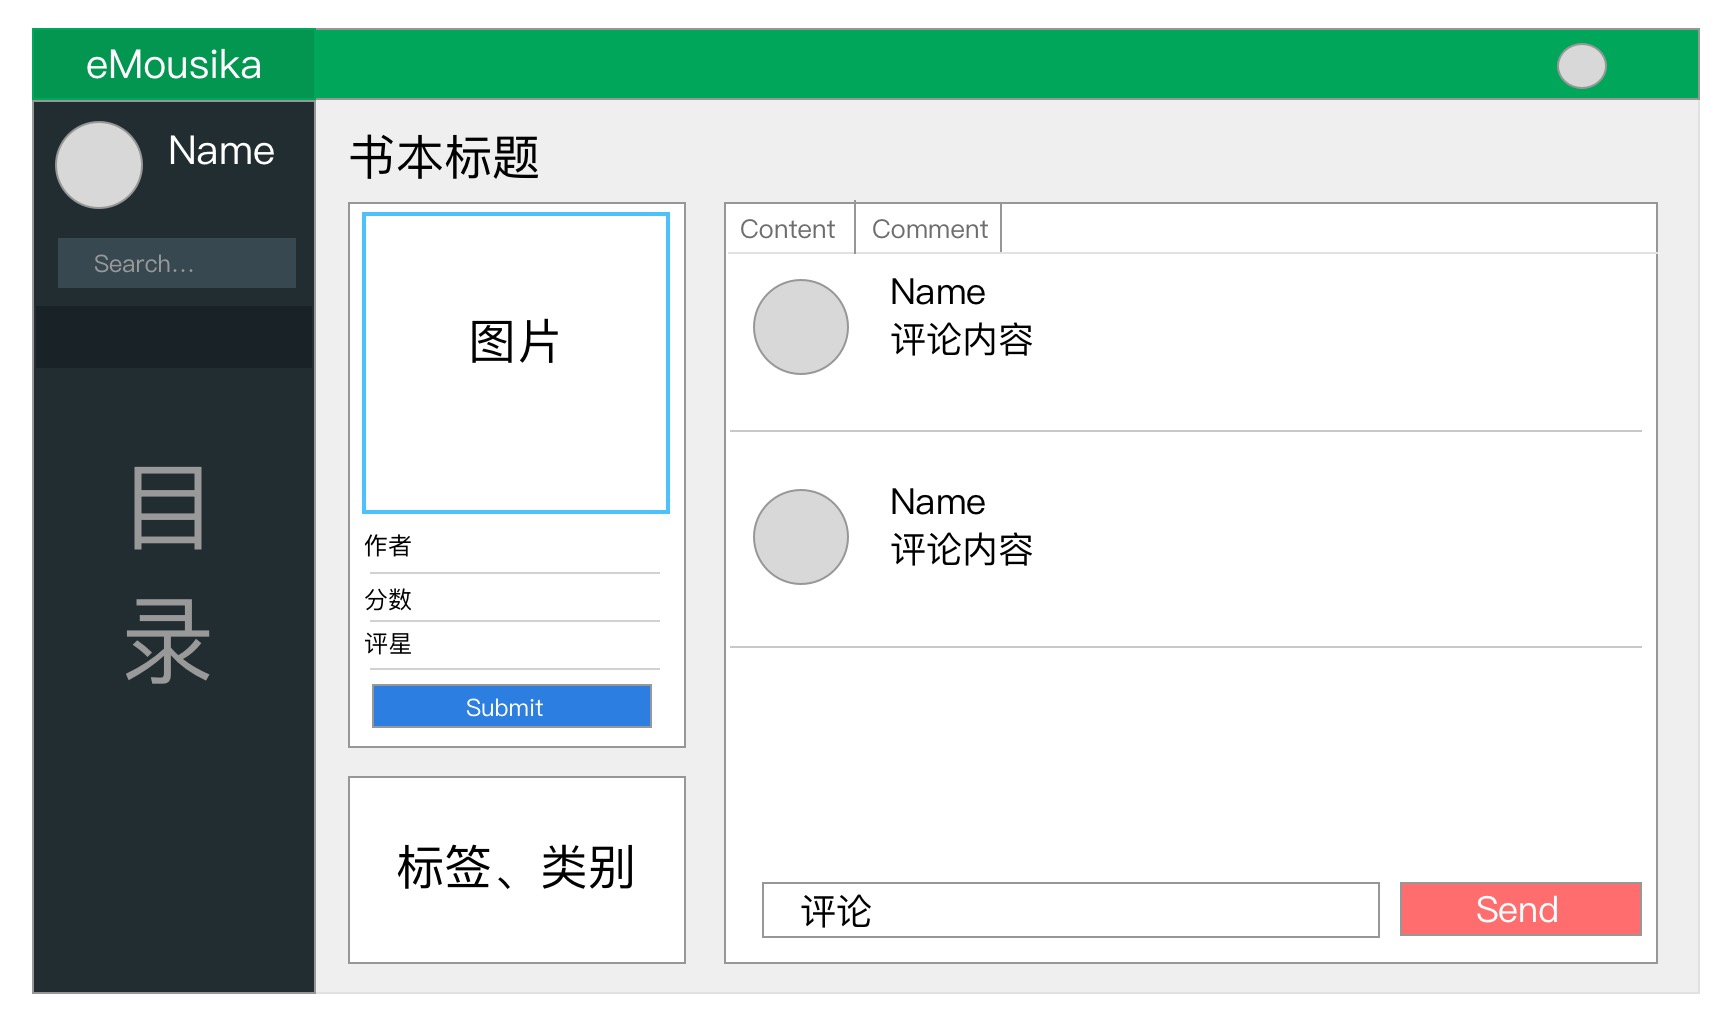 eMousika
Name
Search...
目
录
书本标题
图片
作者
分数
评星
Submit
标签、类别
Content
Comment
Name
评论内容
Name
评论内容
评论
Send